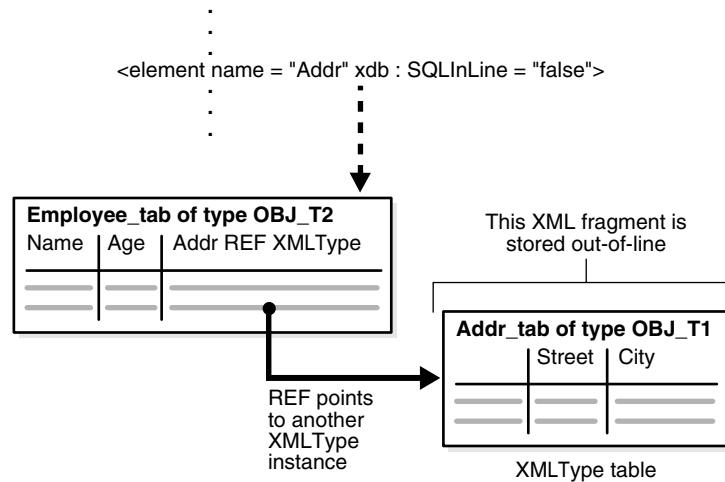 <element name = "Addr" xdb : SQLInLine = "false">
Employee_tab of type OBJ_T2
Name Age Addr REF XMLType
This XML fragment is
stored out-of-line
Addr_tab of type OBJ_T1
Street City
REF points
to another
XMLType
instance
XMLType table